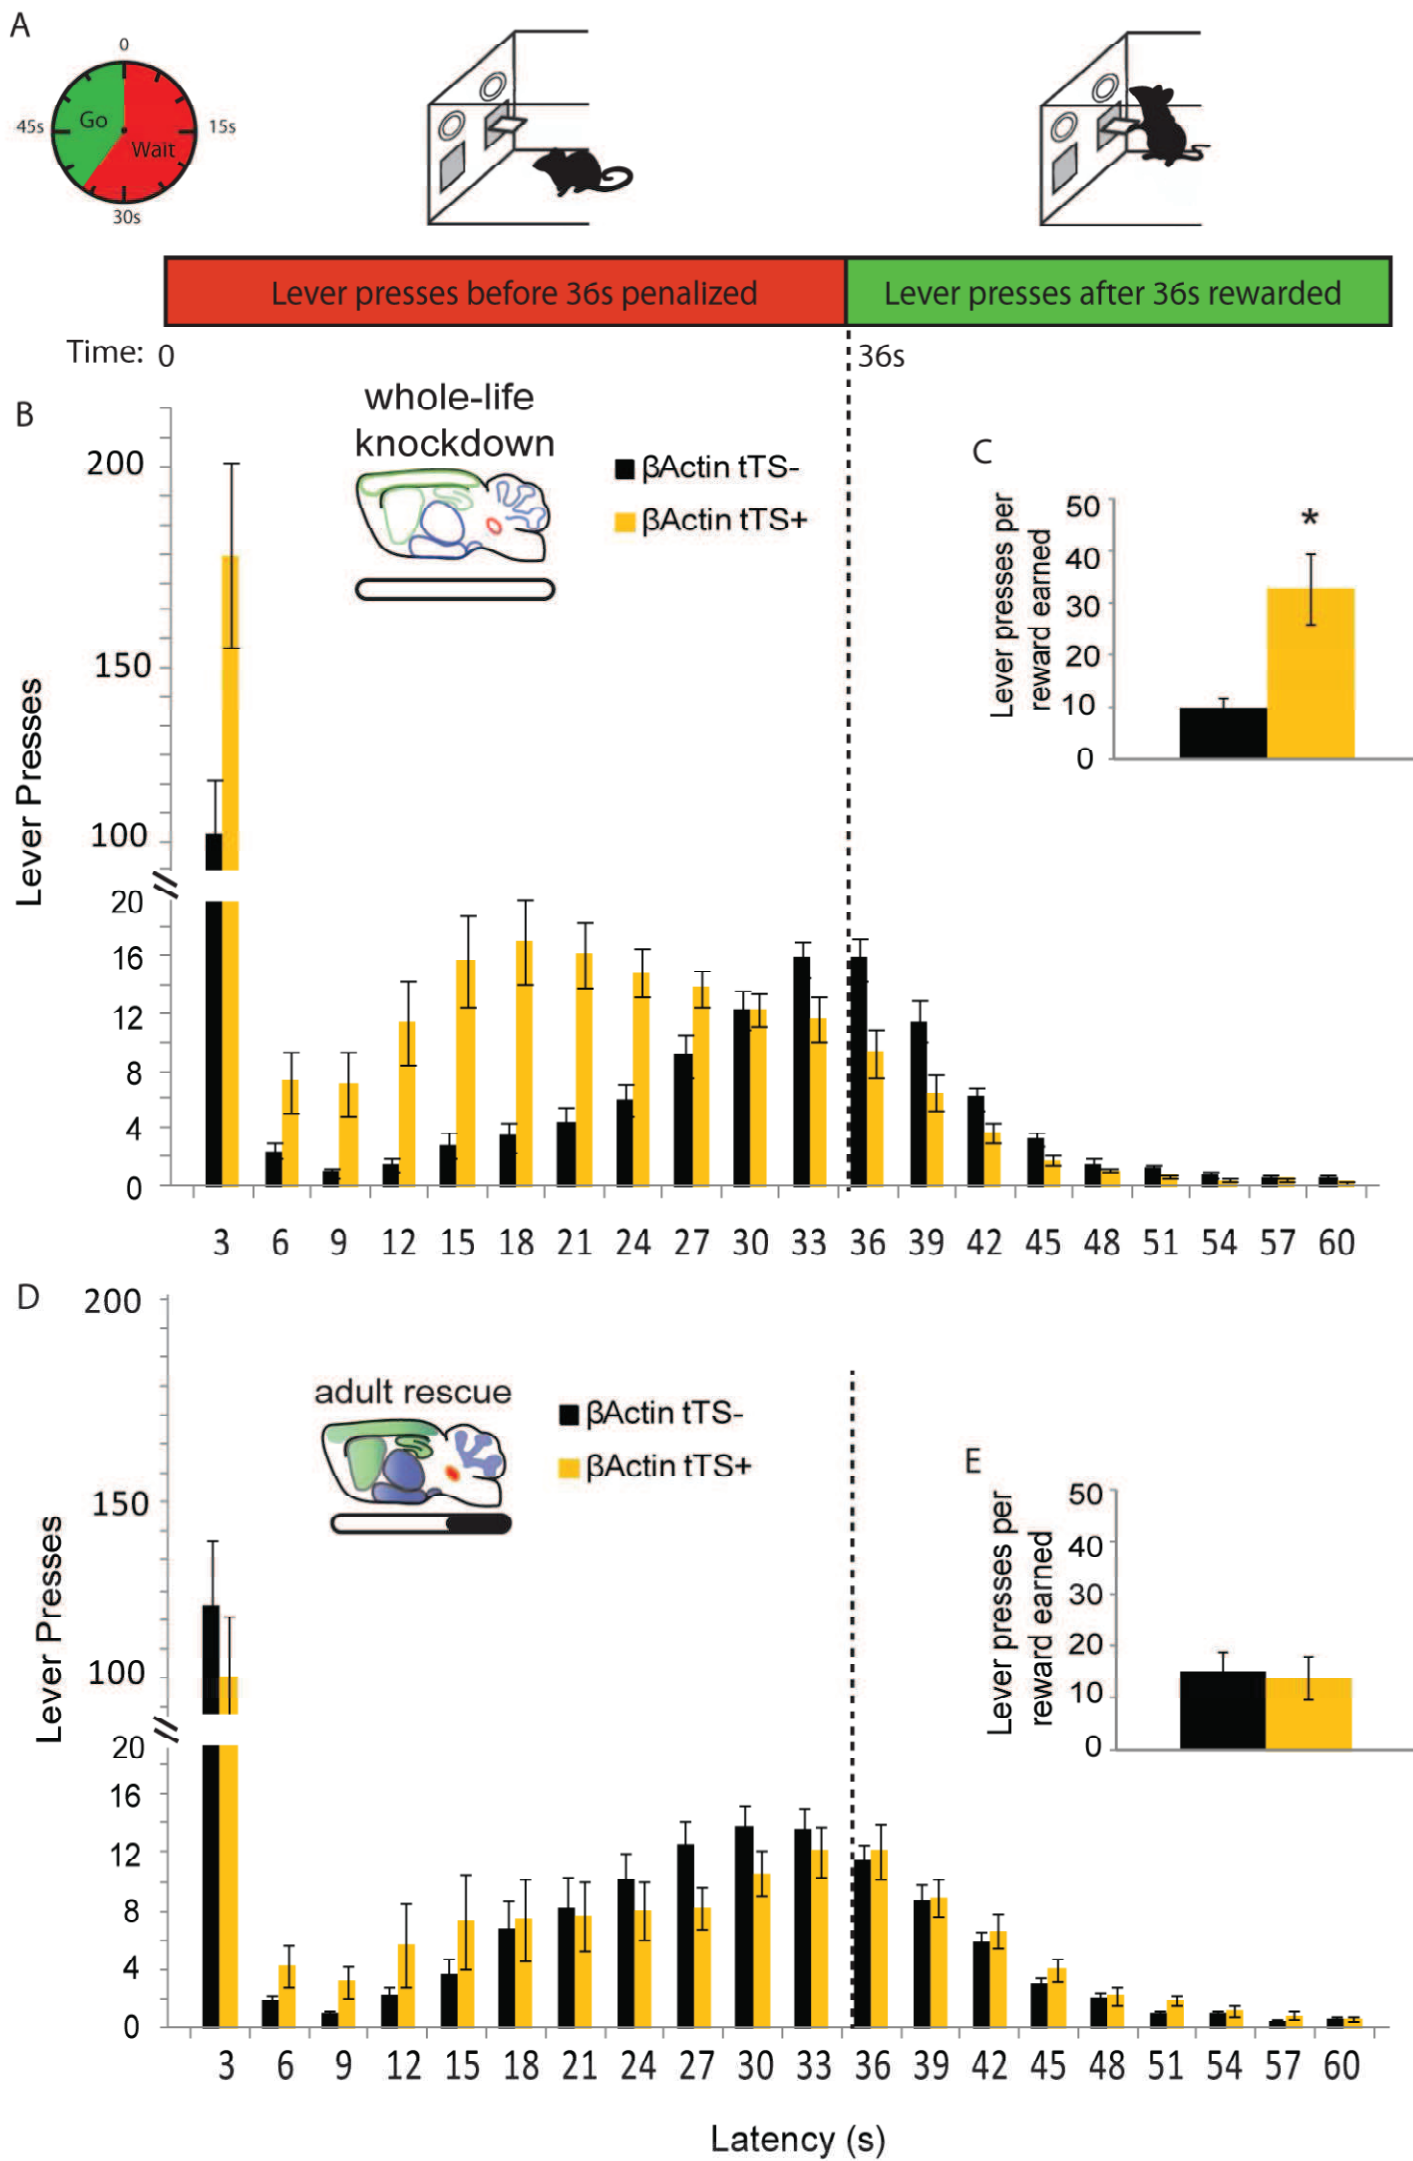 A
0
Go
45s
15s
Wait
30s
Lever presses before 36s penalized
Lever presses after 36s rewarded
Time: 0
36s
B
whole-life
knockdown
βActin tTS-
βActin tTS+
Lever Presses
200
150
100
20
16
12
8
4
0
3 6 9 12 15 18 21 24 27 30 33 36 39 42 45 48 51 54 57 60
C
Lever presses per
reward earned
50
40
30
20
10
0
*
D
adult rescue
βActin tTS-
βActin tTS+
Lever Presses
200
150
100
20
16
12
8
4
0
3 6 9 12 15 18 21 24 27 30 33 36 39 42 45 48 51 54 57 60
Latency (s)
E
Lever presses per
reward earned
50
40
30
20
10
0